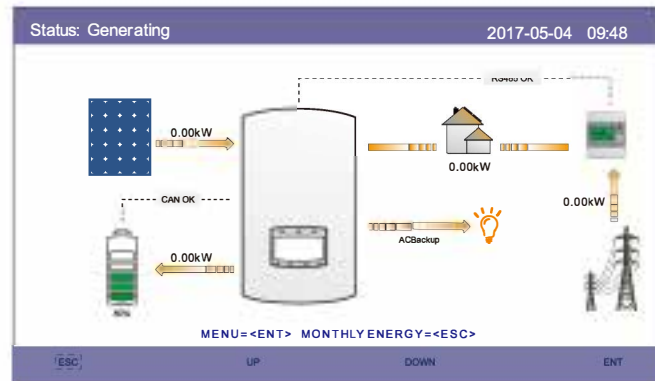 Status: Generating 2017-05-04 09:48
RS485 OK
0.00kW
0.00kW
CAN OK
0.00kW
0.00kW
ACBackup
MENU=<ENT> MONTHLY ENERGY=<ESC>
ESC UP DOWN ENT